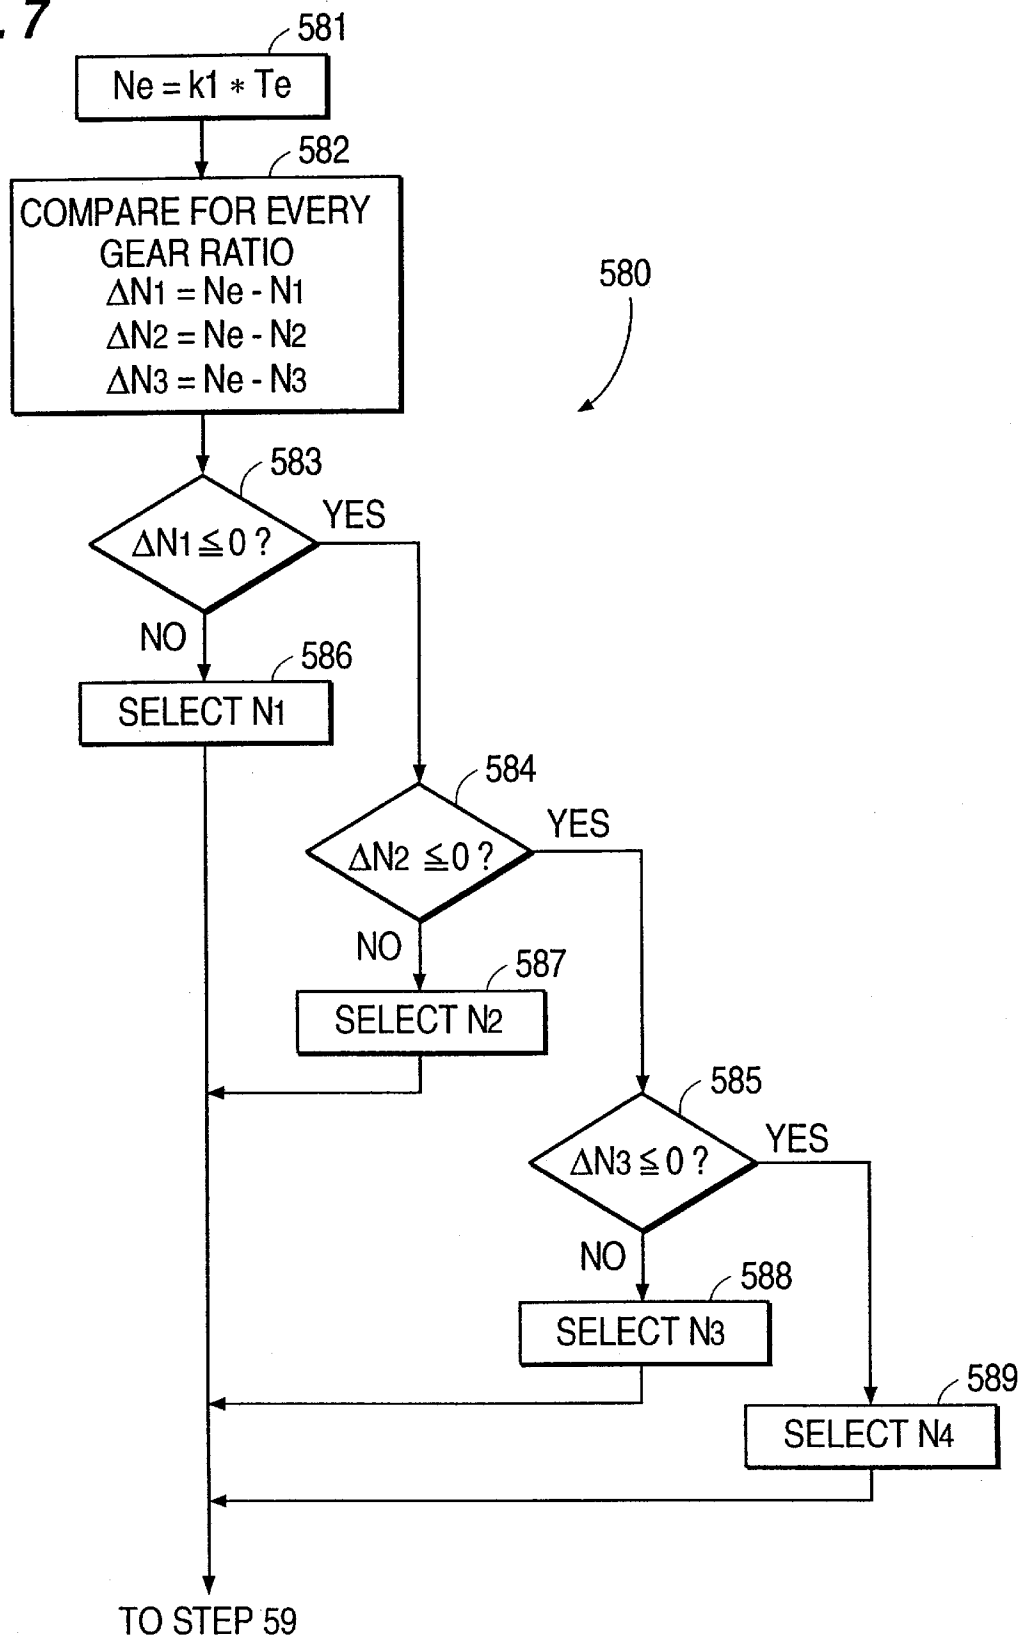 . 7
581
Ne = k1 * Te
582
COMPARE FOR EVERY
GEAR RATIO
ΔN1 = Ne - N1
ΔN2 = Ne - N2
ΔN3 = Ne - N3
580
583
ΔN1 ≦ 0 ?
YES
NO
586
SELECT N1
584
ΔN2 ≦ 0 ?
YES
NO
587
SELECT N2
585
ΔN3 ≦ 0 ?
YES
NO
588
SELECT N3
589
SELECT N4
TO STEP 59